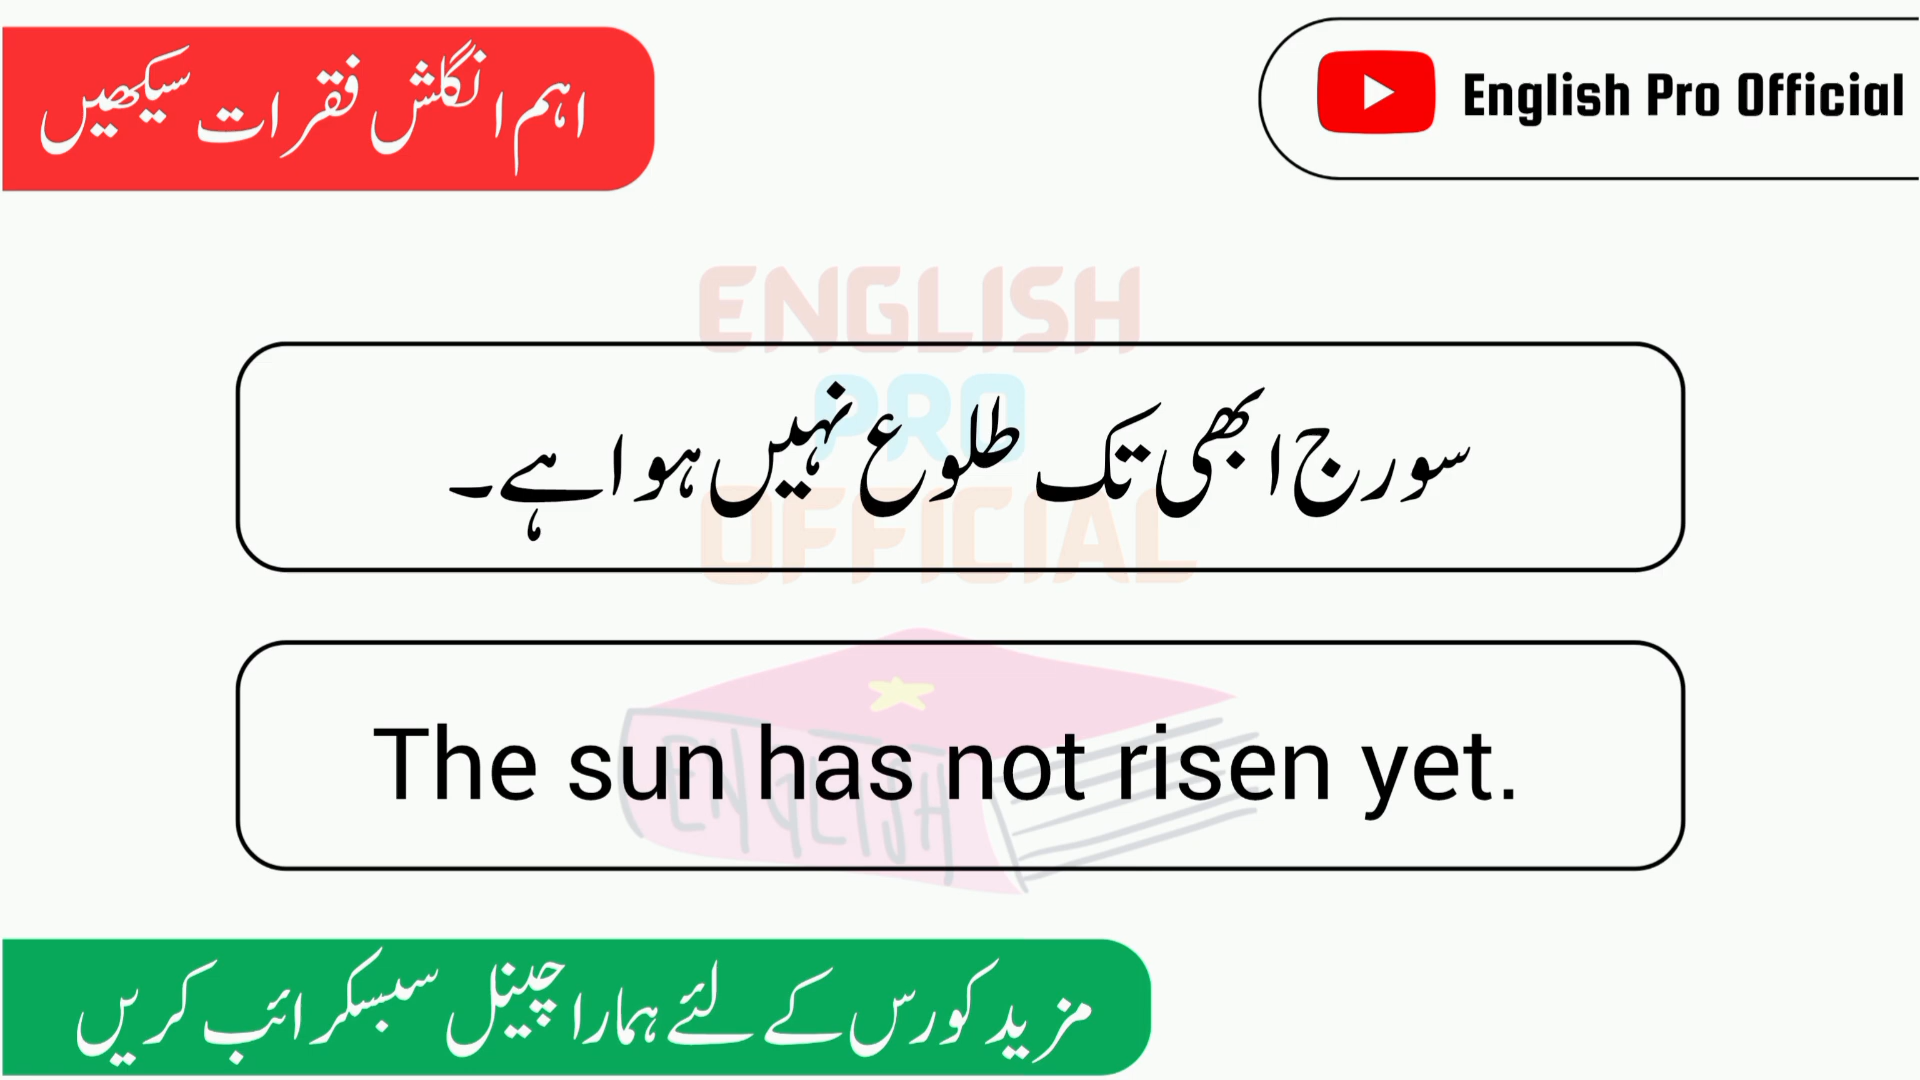 اہم انگلش فقرات سیکھیں
English Pro Official
ENGLISH
PRO
OFFICIAL
سورج ابھی تک طلوع نہیں ہوا ہے۔
The sun has not risen yet.
ENGLISH
مزید کورس کے لئے ہمارا چینل سبسکرائب کریں